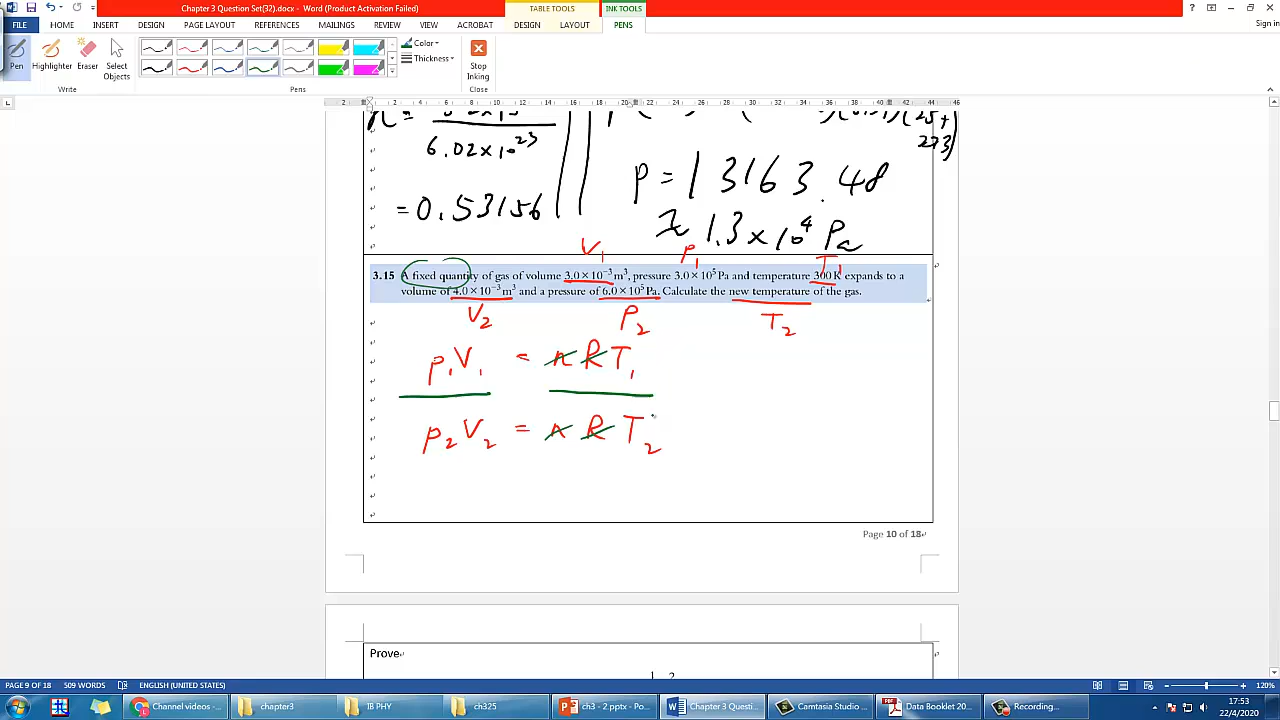 Chapter 3 Question Set(32).docx - Word (Product Activation Failed)
TABLE TOOLS
INK TOOLS
FILE HOME INSERT DESIGN PAGE LAYOUT REFERENCES MAILINGS REVIEW VIEW ACROBAT DESIGN LAYOUT PENS
Sign in
Pen Highlighter Eraser Select Objects
Color
Thickness
Stop Inking
Write Pens Close
6.02×10²³
273)
= 0.53156
P = 13163.48
≈ 1.3×10⁴ Pa
V₁ P₁ T₁
3.15 A fixed quantity of gas of volume 3.0 × 10⁻³ m³, pressure 3.0 × 10⁵ Pa and temperature 300 K expands to a
volume of 4.0 × 10⁻³ m³ and a pressure of 6.0 × 10⁵ Pa. Calculate the new temperature of the gas.
V₂ P₂ T₂
P₁V₁ = nRT₁
P₂V₂ = nRT₂
Page 10 of 18
Prove
PAGE 9 OF 18 509 WORDS ENGLISH (UNITED STATES) 120%
Channel videos -... chapter3 IB PHY ch325 ch3 - 2.pptx - Po... Chapter 3 Questi... Camtasia Studio ... Data Booklet 20... Recording...
17:53
22/4/2020